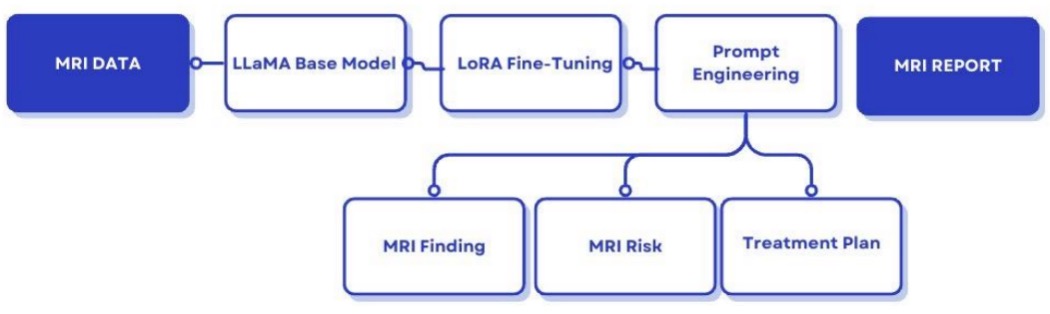 MRI DATA
LLaMA Base Model
LoRA Fine-Tuning
Prompt
Engineering
MRI REPORT
MRI Finding
MRI Risk
Treatment Plan